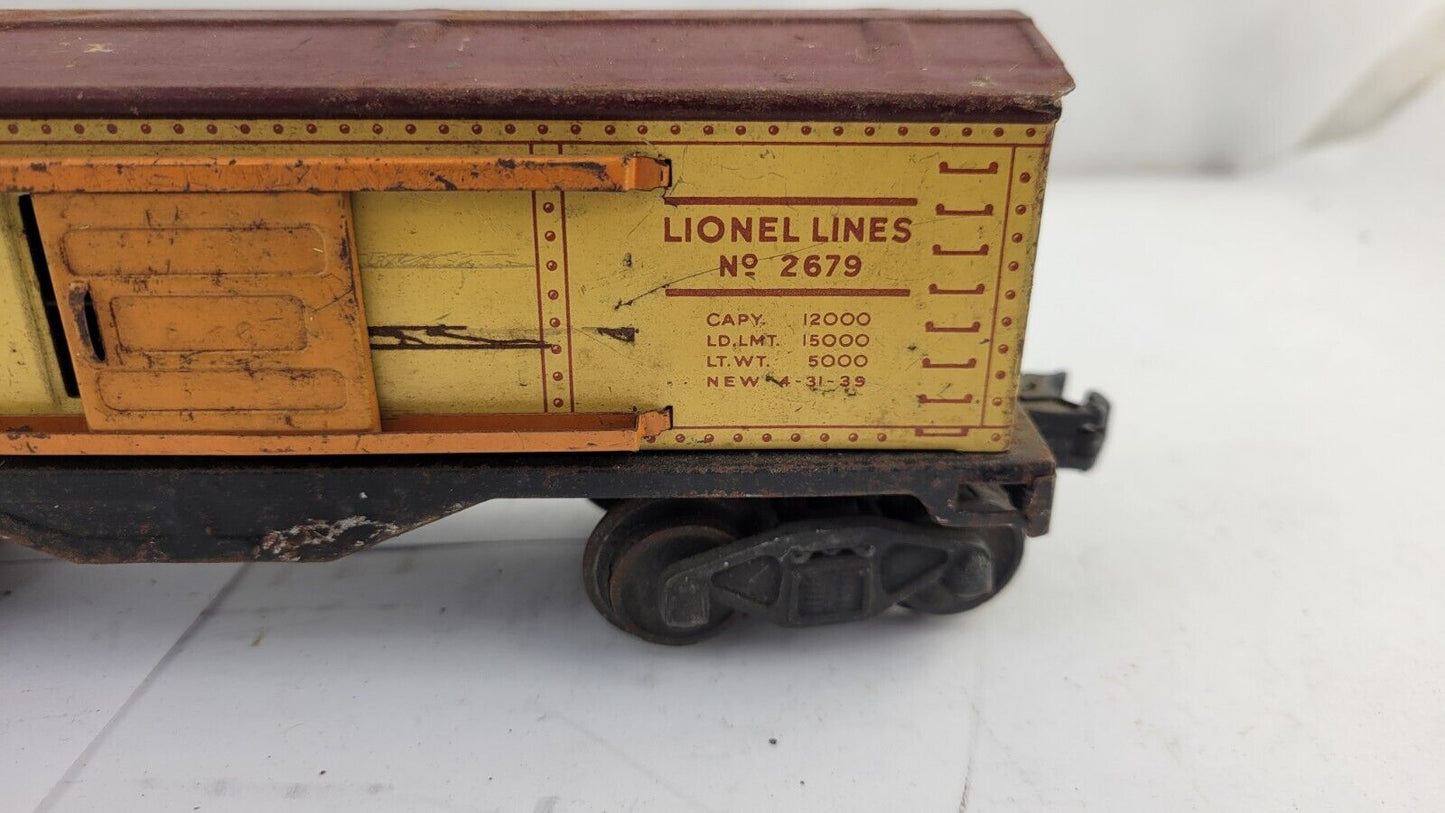 LIONEL LINES
Nº 2679
CAPY. 12000
LD.LMT. 15000
LT.WT. 5000
NEW 4-31-39